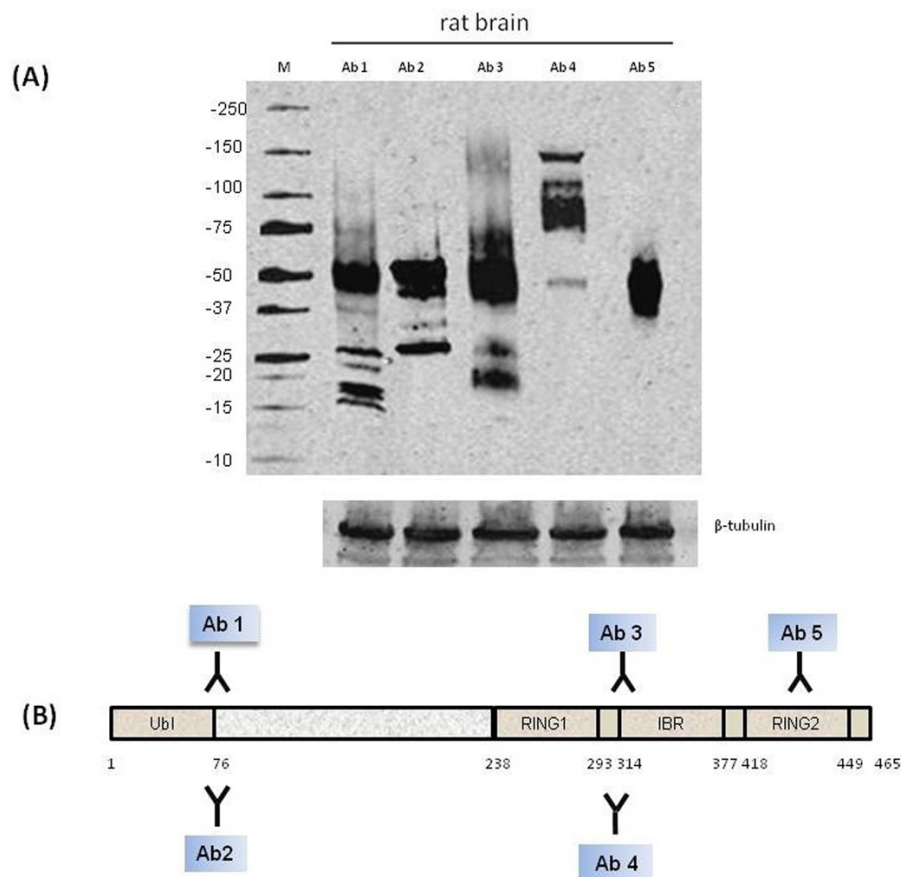 rat brain
(A)
M Ab 1 Ab 2 Ab 3 Ab 4 Ab 5
-250
-150
-100
-75
-50
-37
-25
-20
-15
-10
β-tubulin
Ab 1 Ab 3 Ab 5
(B)
Ubl RING1 IBR RING2
1 76 238 293 314 377 418 449 465
Ab2 Ab 4